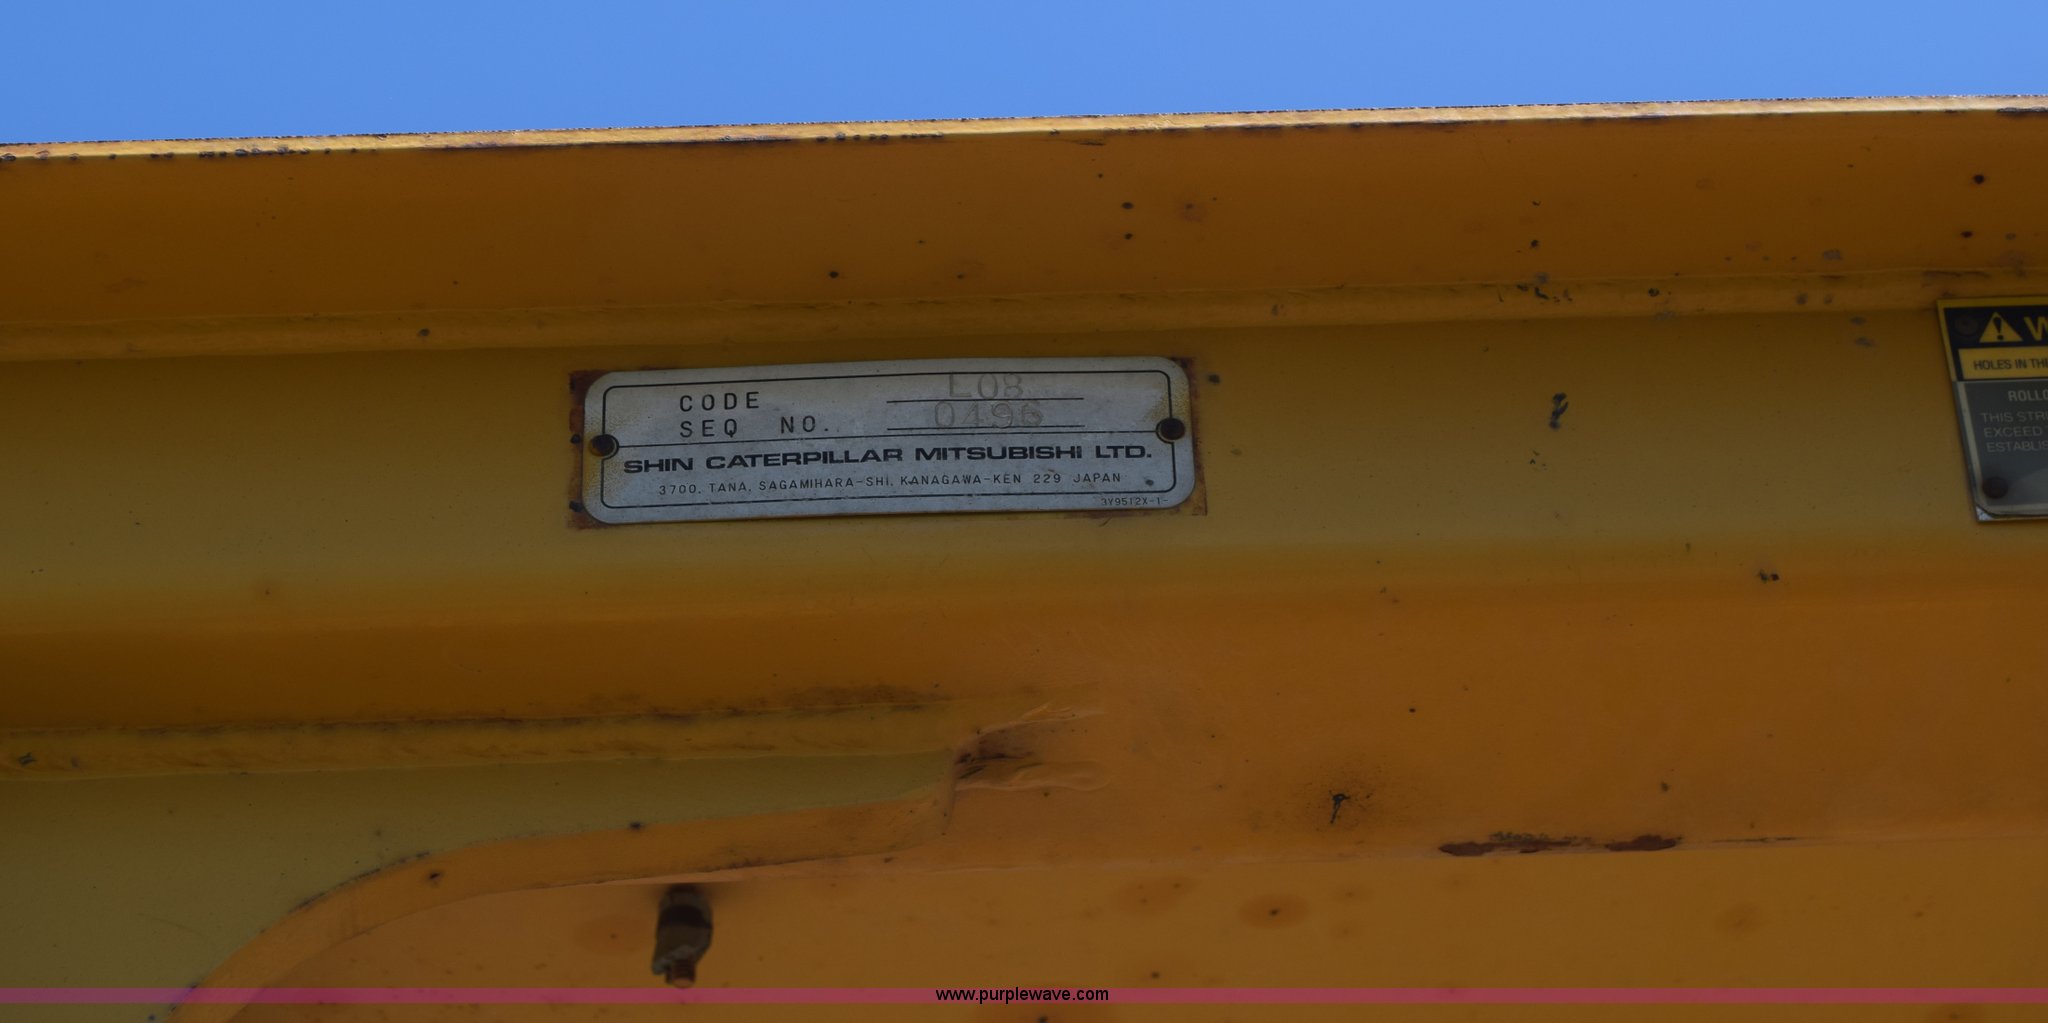 CODE L08
SEQ NO. 0496
SHIN CATERPILLAR MITSUBISHI LTD.
3700, TANA, SAGAMIHARA-SHI, KANAGAWA-KEN 229 JAPAN
3Y9512X-1-
W
HOLES IN THE
ROLLO
THIS STR
EXCEED
ESTABLIS
www.purplewave.com